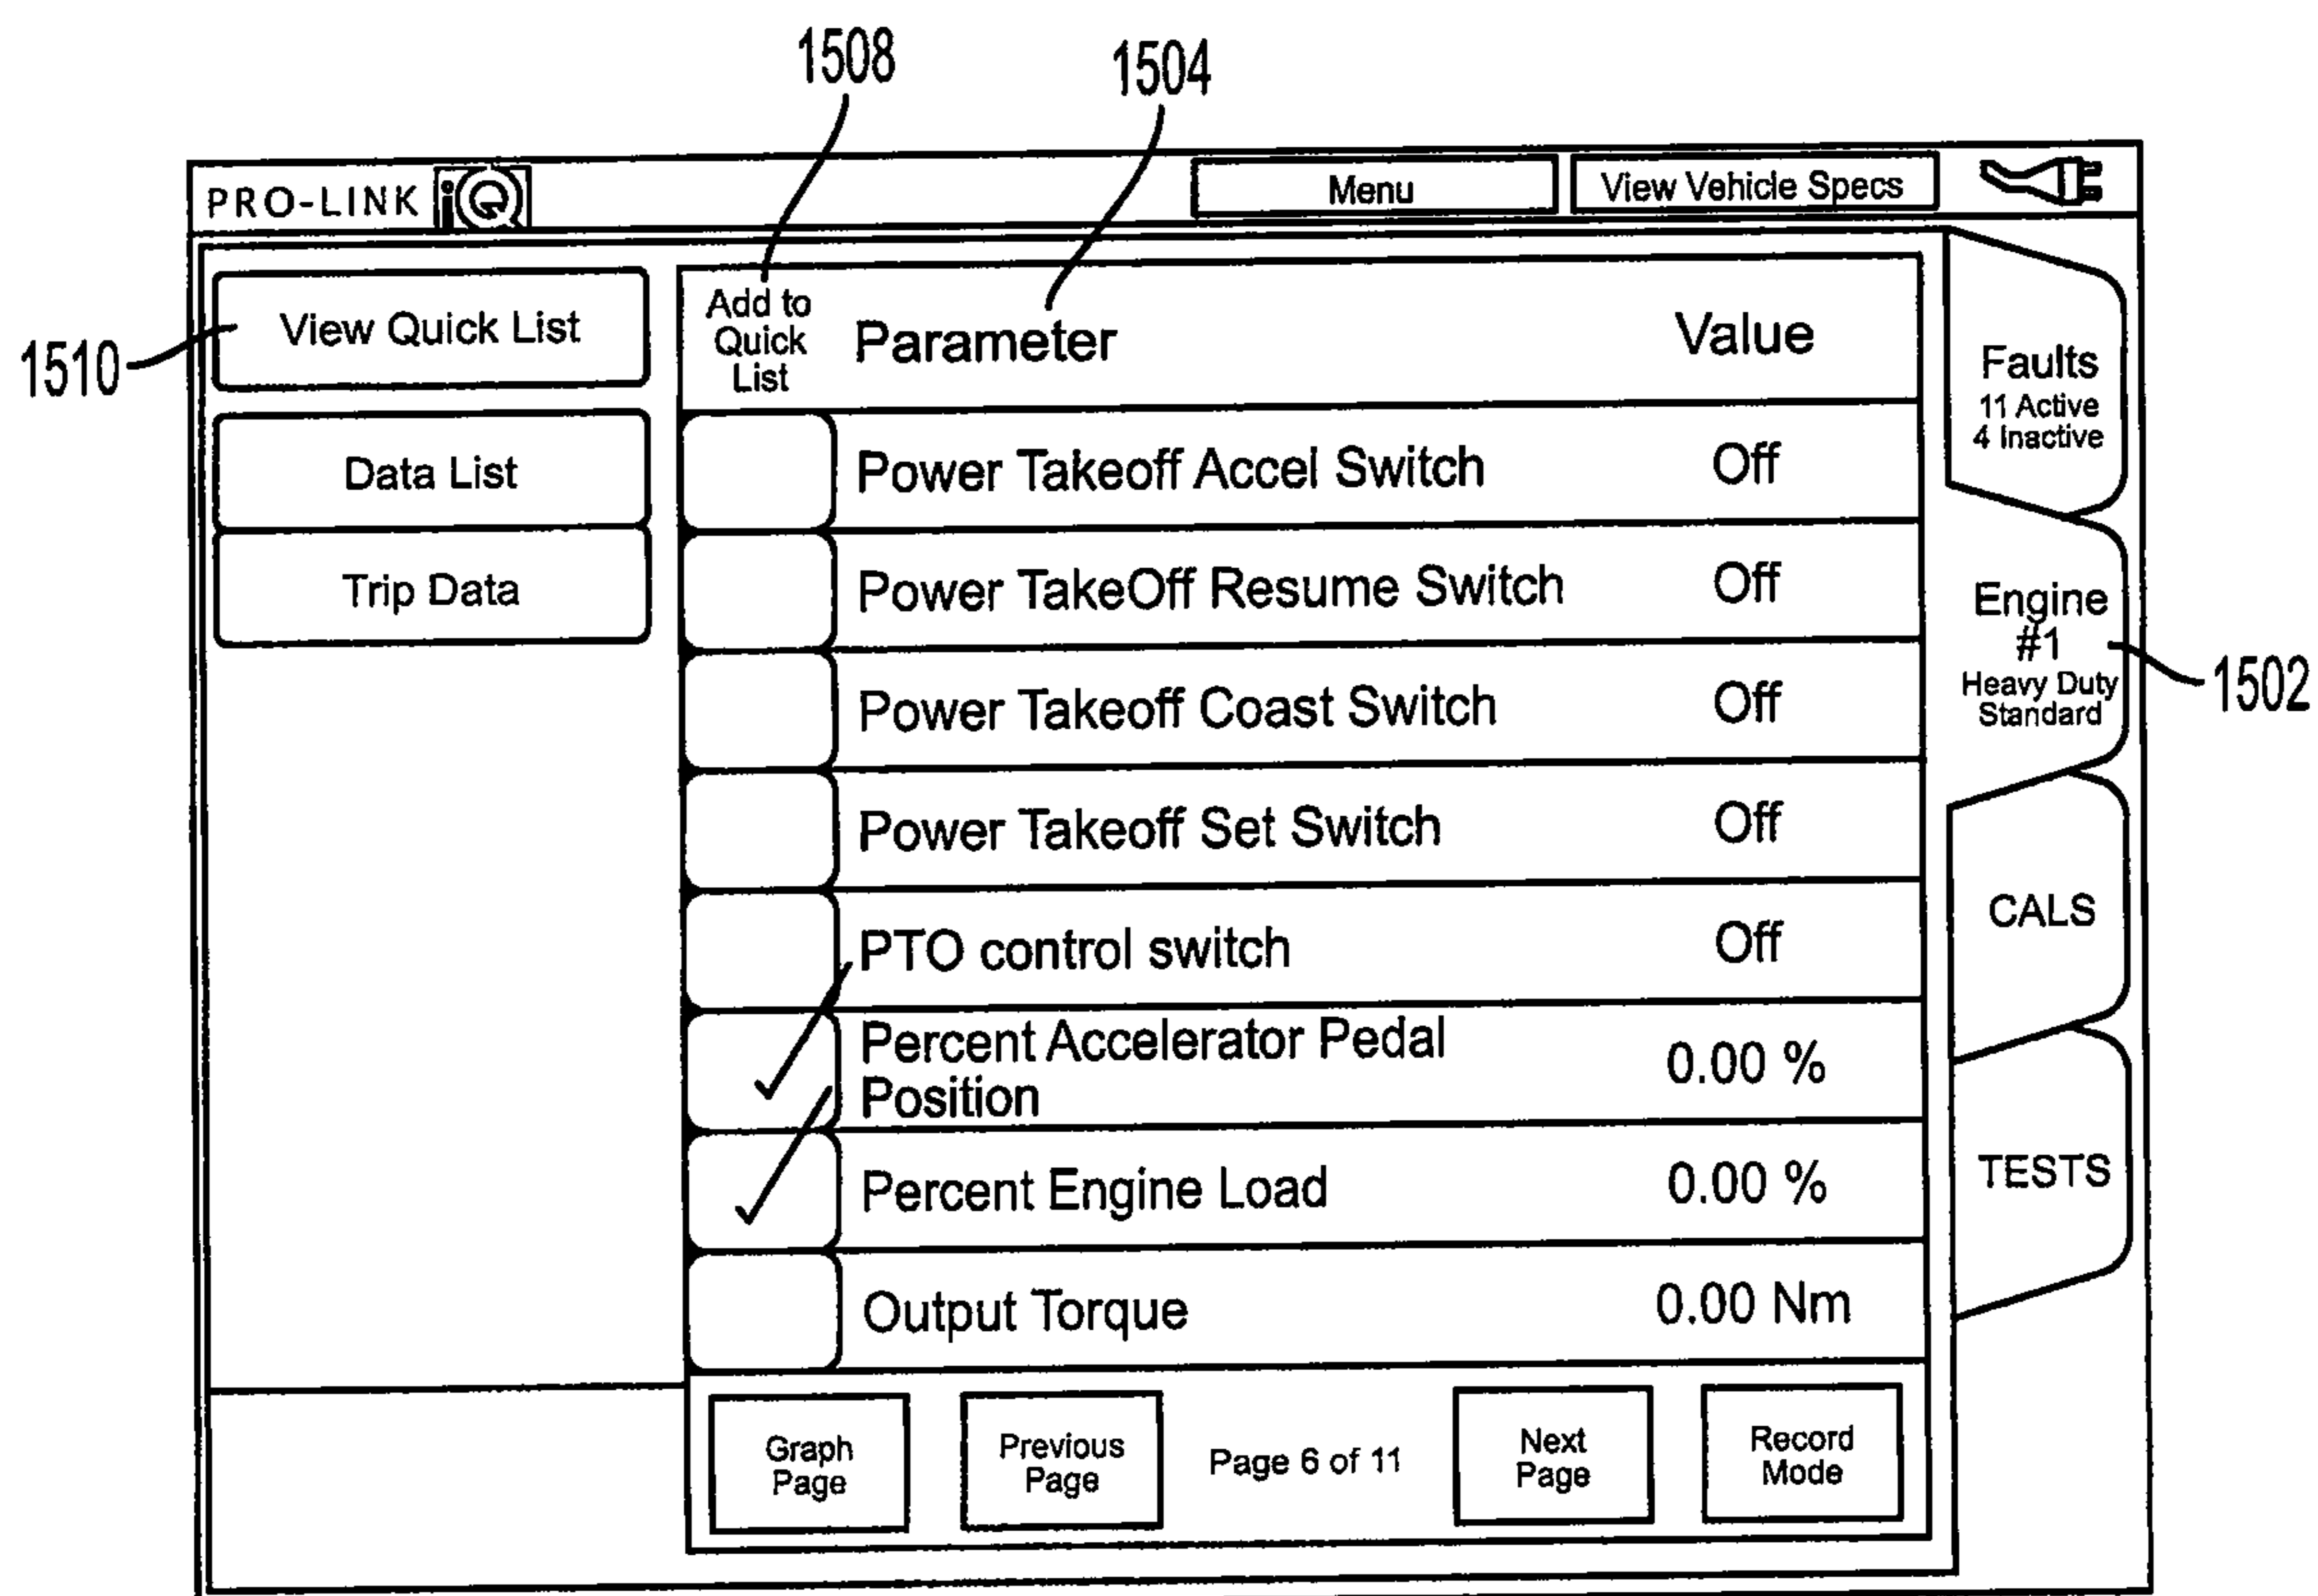 1508
1504
PRO-LINK iQ
Menu
View Vehicle Specs
1510
View Quick List
Data List
Trip Data
Add to
Quick
List
Parameter
Value
Power Takeoff Accel Switch
Off
Power TakeOff Resume Switch
Off
Power Takeoff Coast Switch
Off
Power Takeoff Set Switch
Off
PTO control switch
Off
Percent Accelerator Pedal
Position
0.00 %
Percent Engine Load
0.00 %
Output Torque
0.00 Nm
Graph
Page
Previous
Page
Page 6 of 11
Next
Page
Record
Mode
Faults
11 Active
4 Inactive
Engine
#1
Heavy Duty
Standard
1502
CALS
TESTS